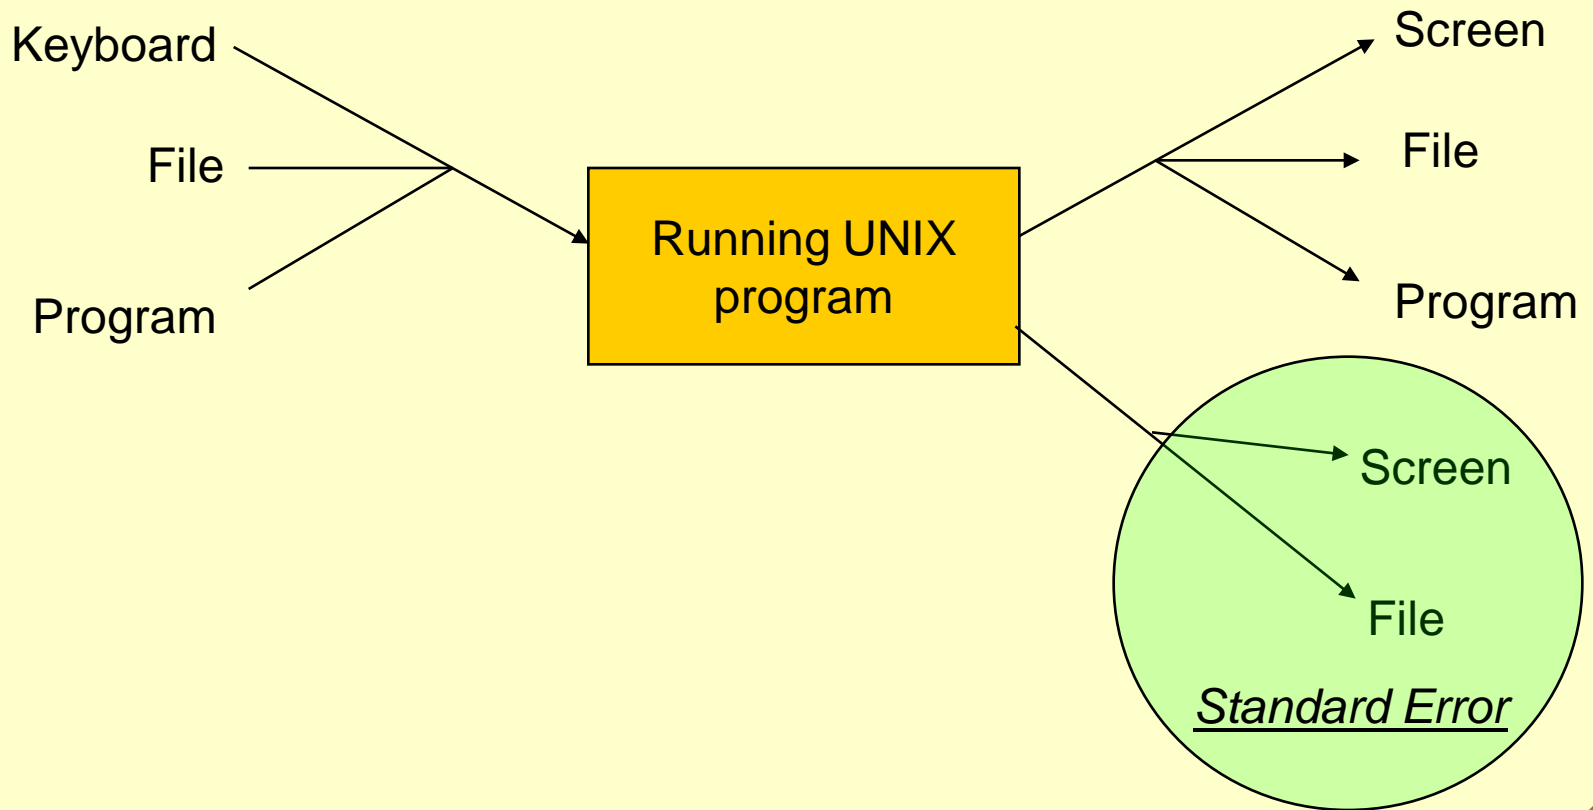 Keyboard
File
Program
Running UNIX
program
Screen
File
Program
Screen
File
Standard Error